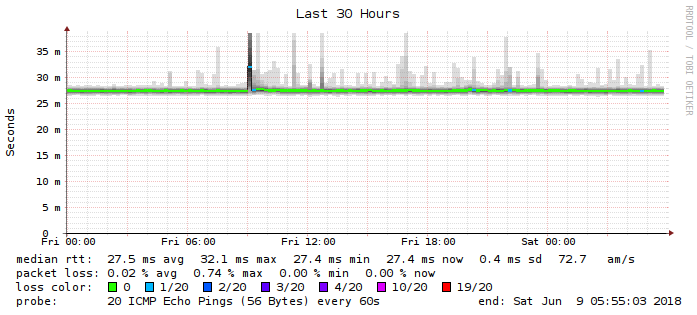 Last 30 Hours
RRDTOOL / TOBI OETIKER
Seconds
35 m
30 m
25 m
20 m
15 m
10 m
5 m
0
Fri 00:00 Fri 06:00 Fri 12:00 Fri 18:00 Sat 00:00
median rtt: 27.5 ms avg 32.1 ms max 27.4 ms min 27.4 ms now 0.4 ms sd 72.7 am/s
packet loss: 0.02 % avg 0.74 % max 0.00 % min 0.00 % now
loss color: 0 1/20 2/20 3/20 4/20 10/20 19/20
probe: 20 ICMP Echo Pings (56 Bytes) every 60s end: Sat Jun 9 05:55:03 2018